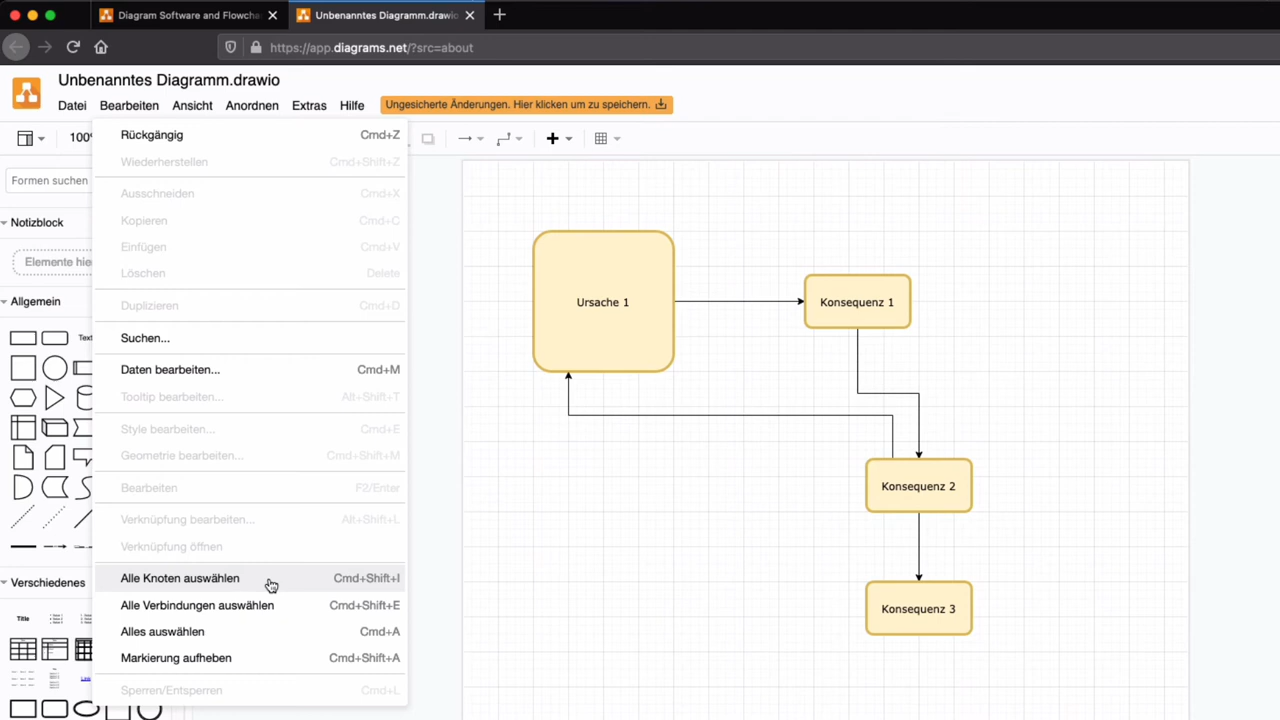 Diagram Software and Flowcha
Unbenanntes Diagramm.drawio
https://app.diagrams.net/?src=about
Unbenanntes Diagramm.drawio
Datei Bearbeiten Ansicht Anordnen Extras Hilfe
Ungesicherte Änderungen. Hier klicken um zu speichern.
100%
Rückgängig Cmd+Z
Wiederherstellen Cmd+Shift+Z
Ausschneiden Cmd+X
Kopieren Cmd+C
Einfügen Cmd+V
Löschen Delete
Duplizieren Cmd+D
Suchen...
Daten bearbeiten... Cmd+M
Tooltip bearbeiten... Alt+Shift+T
Style bearbeiten... Cmd+E
Geometrie bearbeiten... Cmd+Shift+M
Bearbeiten F2/Enter
Verknüpfung bearbeiten... Alt+Shift+L
Verknüpfung öffnen
Alle Knoten auswählen Cmd+Shift+I
Alle Verbindungen auswählen Cmd+Shift+E
Alles auswählen Cmd+A
Markierung aufheben Cmd+Shift+A
Sperren/Entsperren Cmd+L
Formen suchen
Notizblock
Elemente hie
Allgemein
Text
Verschiedenes
Title
Ursache 1
Konsequenz 1
Konsequenz 2
Konsequenz 3